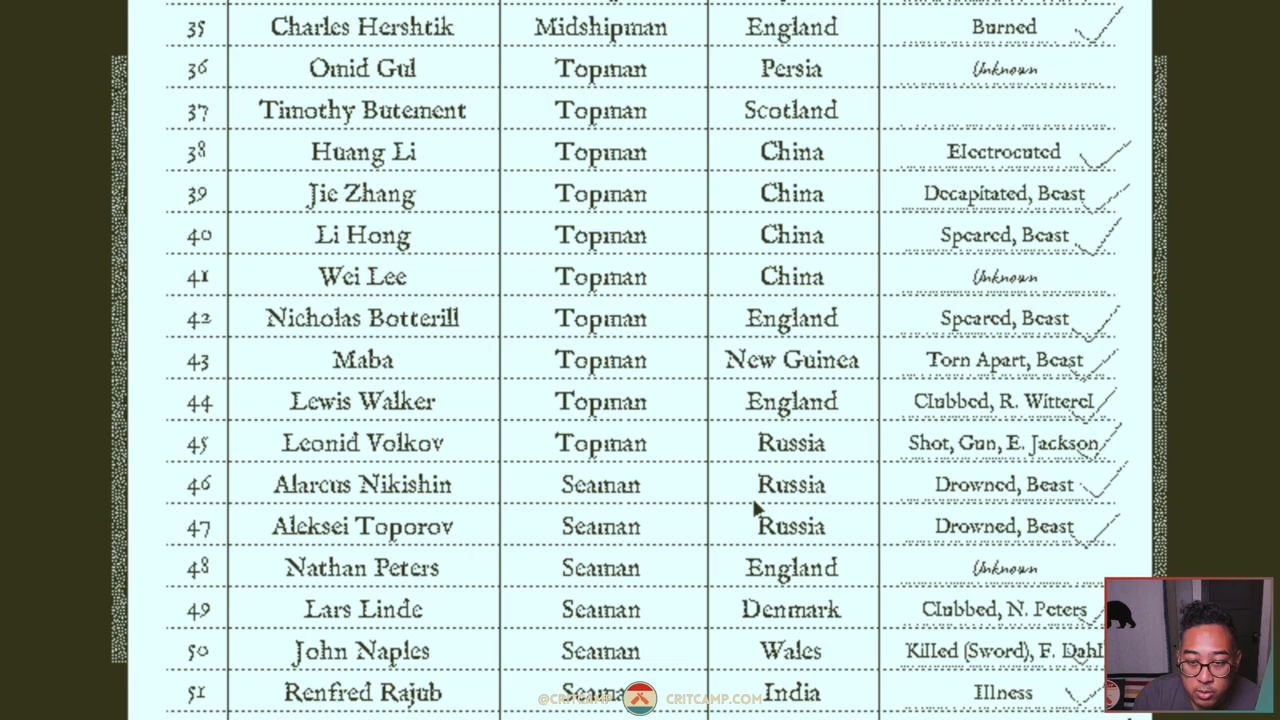 35 Charles Hershtik Midshipman England Burned
36 Omid Gul Topman Persia Unknown
37 Timothy Butement Topman Scotland
38 Huang Li Topman China Electrocuted
39 Jie Zhang Topman China Decapitated, Beast
40 Li Hong Topman China Speared, Beast
41 Wei Lee Topman China Unknown
42 Nicholas Botterill Topman England Speared, Beast
43 Maba Topman New Guinea Torn Apart, Beast
44 Lewis Walker Topman England Clubbed, R. Witterel
45 Leonid Volkov Topman Russia Shot, Gun, E. Jackson
46 Alarcus Nikishin Seaman Russia Drowned, Beast
47 Aleksei Toporov Seaman Russia Drowned, Beast
48 Nathan Peters Seaman England Unknown
49 Lars Linde Seaman Denmark Clubbed, N. Peters
50 John Naples Seaman Wales Killed (Sword), F. Dahl
51 Renfred Rajub India Illness
@CRITCAMP CRITCAMP.COM